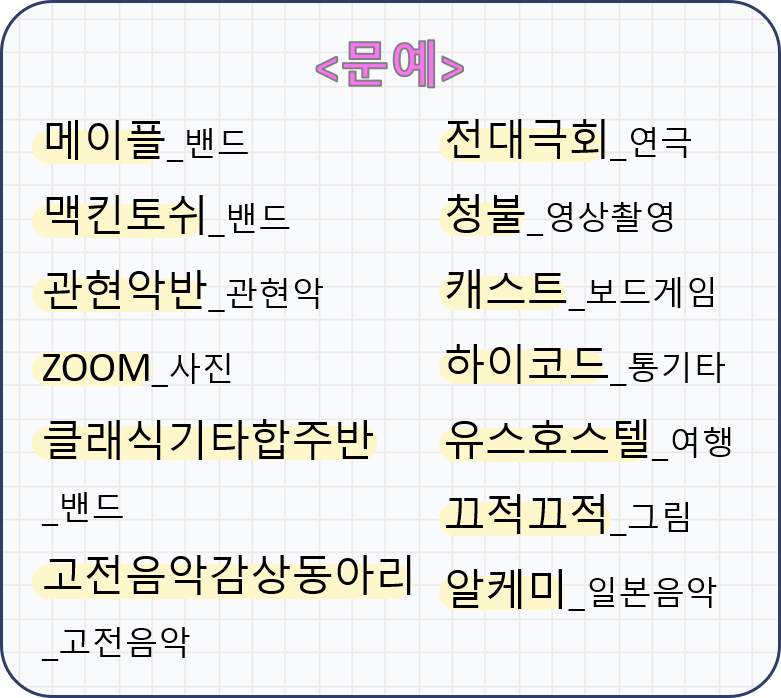 <문예>
메이플_밴드
맥킨토쉬_밴드
관현악반_관현악
ZOOM_사진
클래식기타합주반
_밴드
고전음악감상동아리
_고전음악
전대극회_연극
청불_영상촬영
캐스트_보드게임
하이코드_통기타
유스호스텔_여행
끄적끄적_그림
알케미_일본음악